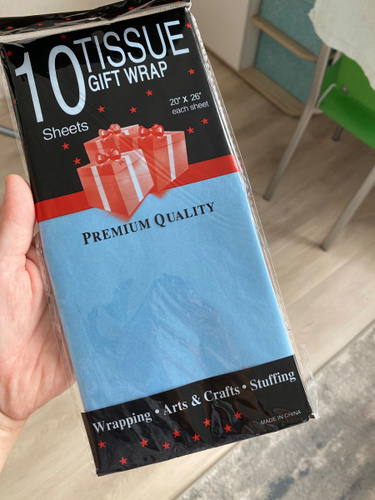 10 TISSUE
GIFT WRAP
Sheets
20" X 26"
each sheet
PREMIUM QUALITY
Wrapping • Arts & Crafts • Stuffing
MADE IN CHINA